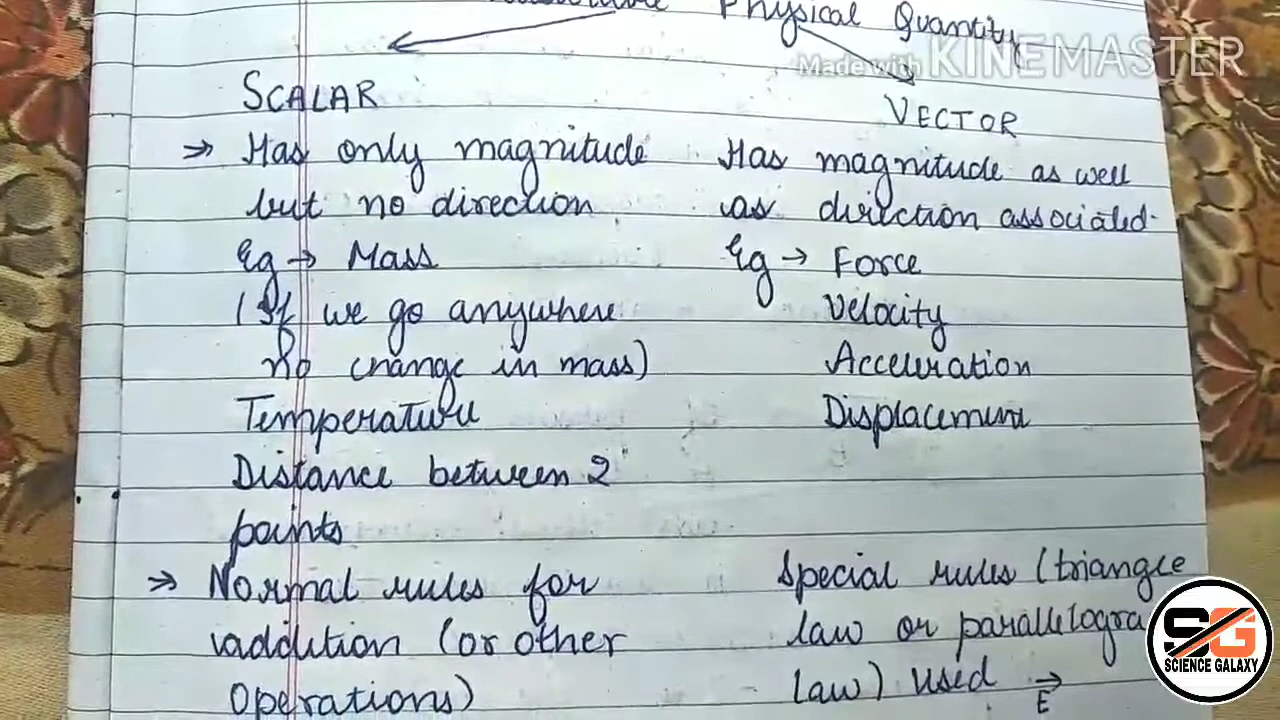 Physical Quantity
Made with KINEMASTER
SCALAR
VECTOR
⇒ Has only magnitude
but no direction
Eg → Mass
(If we go anywhere
no change in mass)
Temperature
Distance between 2
points
⇒ Normal rules for
addition (or other
operations)
Has magnitude as well
as direction associated.
Eg → Force
Velocity
Acceleration
Displacement
Special rules (triangle
law or parallelogra
law) used
E
SG
SCIENCE GALAXY